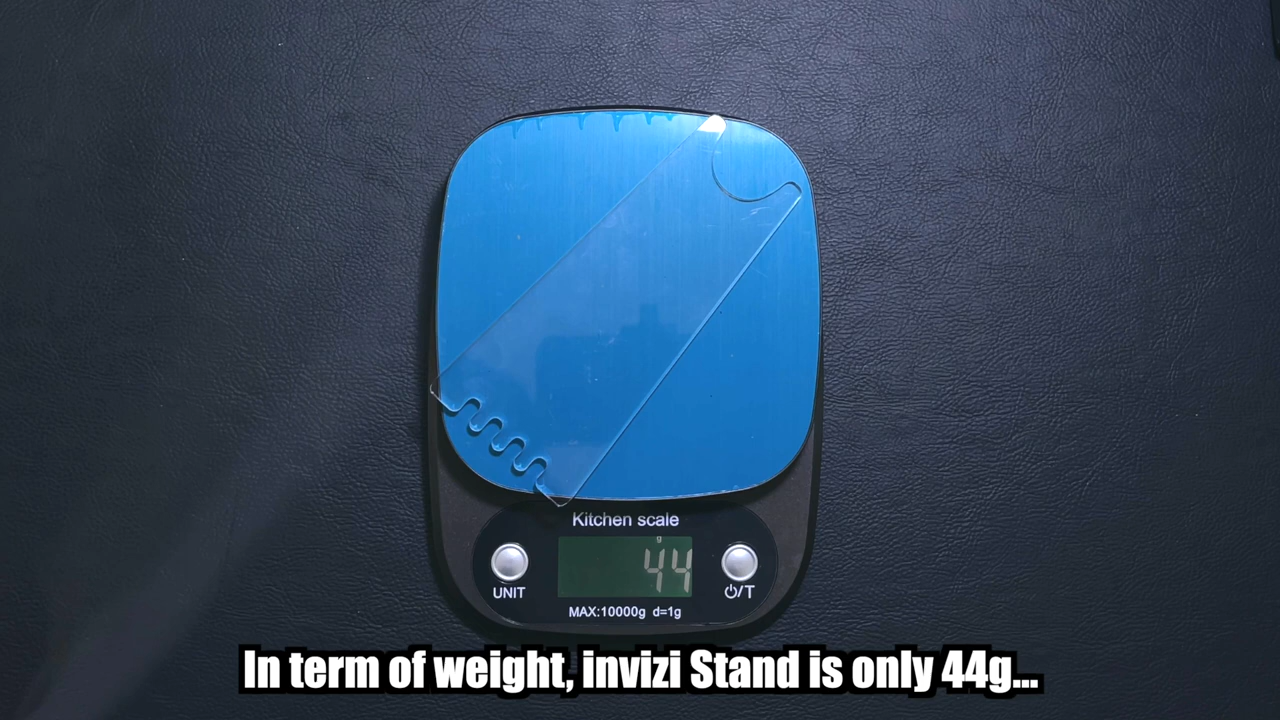 Kitchen scale
g
44
UNIT
⏻/T
MAX:10000g d=1g
In term of weight, invizi Stand is only 44g...